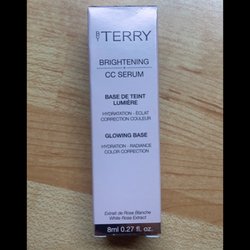 BY TERRY
BRIGHTENING
CC SERUM
BASE DE TEINT
LUMIÈRE
HYDRATATION - ÉCLAT
CORRECTION COULEUR
GLOWING BASE
HYDRATION - RADIANCE
COLOR CORRECTION
Extrait de Rose Blanche
White Rose Extract
8ml 0.27 fl. oz.